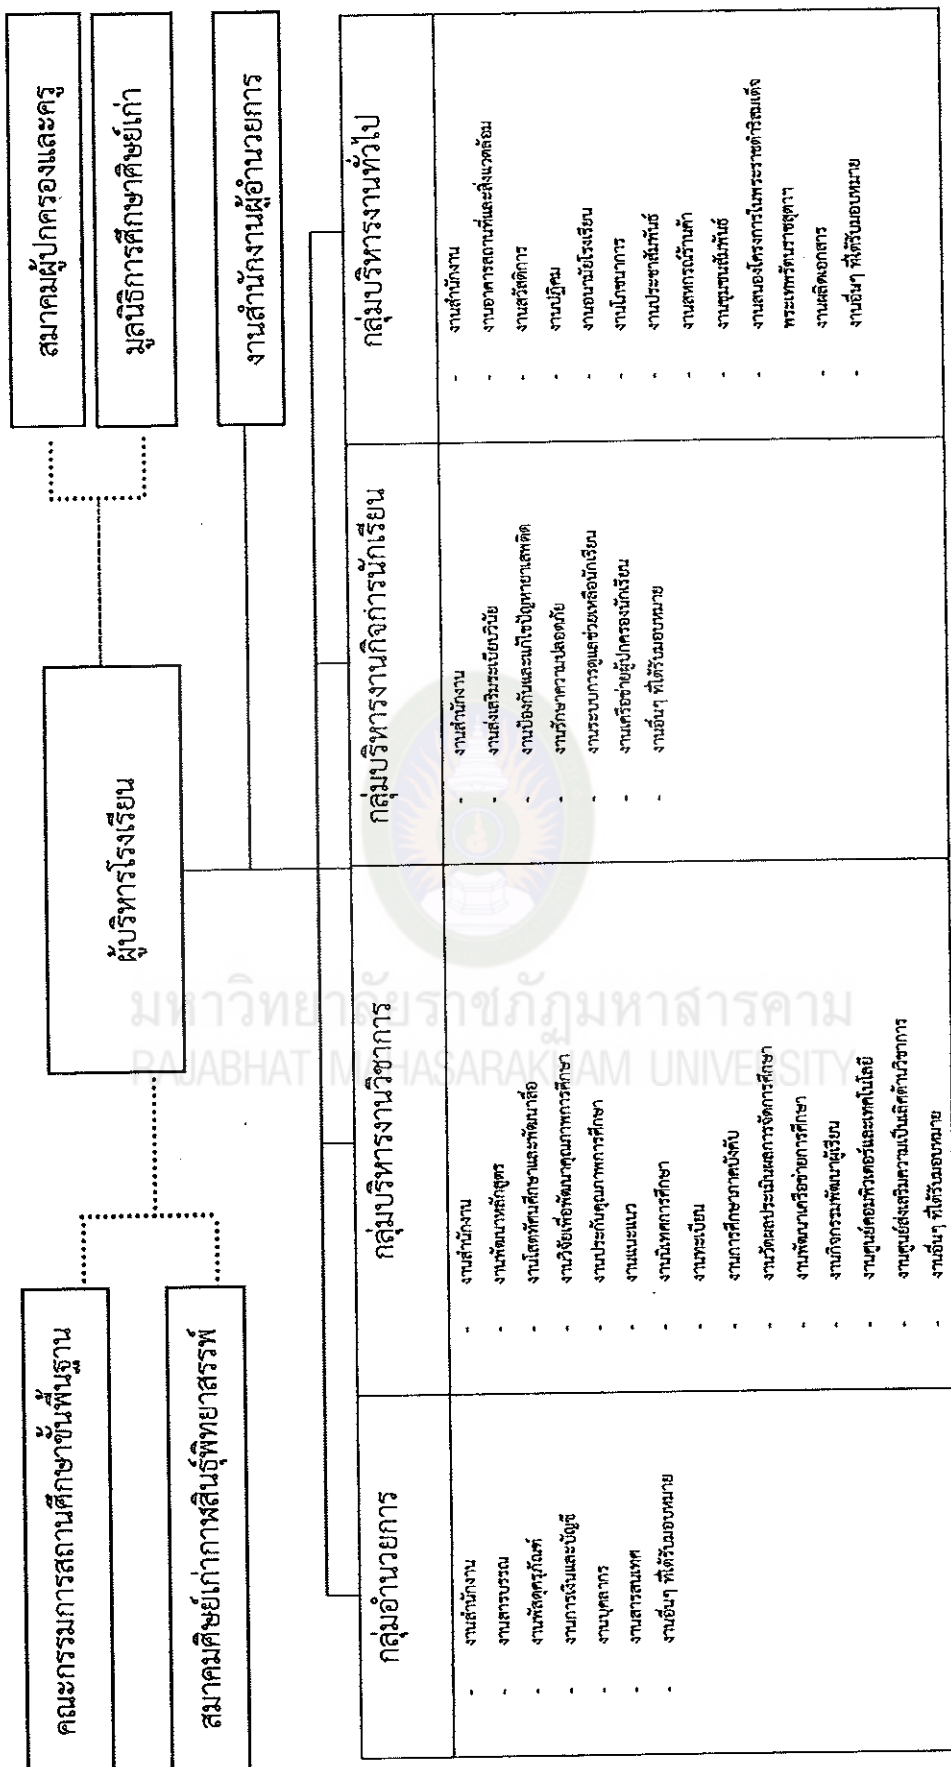 คณะกรรมการสถานศึกษาขั้นพื้นฐาน
สมาคมศิษย์เก่ากาฬสินธุ์พิทยาสรรพ์
ผู้บริหารโรงเรียน
สมาคมผู้ปกครองและครู
มูลนิธิการศึกษาศิษย์เก่า
งานสำนักงานผู้อำนวยการ
กลุ่มอำนวยการ
- งานสำนักงาน
- งานสารบรรณ
- งานพัสดุครุภัณฑ์
- งานการเงินและบัญชี
- งานบุคลากร
- งานสารสนเทศ
- งานอื่นๆ ที่ได้รับมอบหมาย
กลุ่มบริหารงานวิชาการ
- งานสำนักงาน
- งานพัฒนาหลักสูตร
- งานโสตทัศนศึกษาและพัฒนาสื่อ
- งานวิจัยเพื่อพัฒนาคุณภาพการศึกษา
- งานประกันคุณภาพการศึกษา
- งานแนะแนว
- งานนิเทศการศึกษา
- งานทะเบียน
- งานการศึกษาภาคบังคับ
- งานวัดผลประเมินผลการจัดการศึกษา
- งานพัฒนาเครือข่ายการศึกษา
- งานกิจกรรมพัฒนาผู้เรียน
- งานศูนย์คอมพิวเตอร์และเทคโนโลยี
- งานศูนย์ส่งเสริมความเป็นเลิศด้านวิชาการ
- งานอื่นๆ ที่ได้รับมอบหมาย
กลุ่มบริหารงานกิจการนักเรียน
- งานสำนักงาน
- งานส่งเสริมระเบียบวินัย
- งานป้องกันและแก้ไขปัญหายาเสพติด
- งานรักษาความปลอดภัย
- งานระบบการดูแลช่วยเหลือนักเรียน
- งานเครือข่ายผู้ปกครองนักเรียน
- งานอื่นๆ ที่ได้รับมอบหมาย
กลุ่มบริหารงานทั่วไป
- งานสำนักงาน
- งานอาคารสถานที่และสิ่งแวดล้อม
- งานสวัสดิการ
- งานปฏิคม
- งานอนามัยโรงเรียน
- งานโภชนาการ
- งานประชาสัมพันธ์
- งานสหกรณ์ร้านค้า
- งานชุมชนสัมพันธ์
- งานสนองโครงการในพระราชดำริสมเด็จ
พระเทพรัตนราชสุดาฯ
- งานผลิตเอกสาร
- งานอื่นๆ ที่ได้รับมอบหมาย
มหาวิทยาลัยราชภัฏมหาสารคาม
RAJABHAT MAHASARAKHAM UNIVERSITY